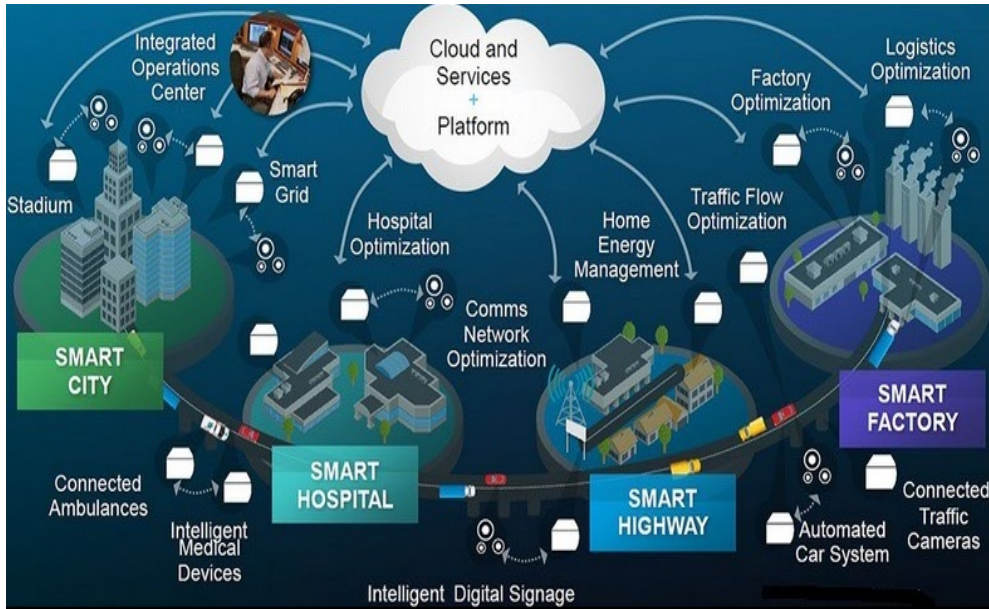 Integrated
Operations
Center
Cloud and
Services
+
Platform
Factory
Optimization
Logistics
Optimization
Stadium
Smart
Grid
Hospital
Optimization
Home
Energy
Management
Traffic Flow
Optimization
Comms
Network
Optimization
SMART
CITY
SMART
HOSPITAL
SMART
HIGHWAY
SMART
FACTORY
Connected
Ambulances
Intelligent
Medical
Devices
Intelligent Digital Signage
Automated
Car System
Connected
Traffic
Cameras